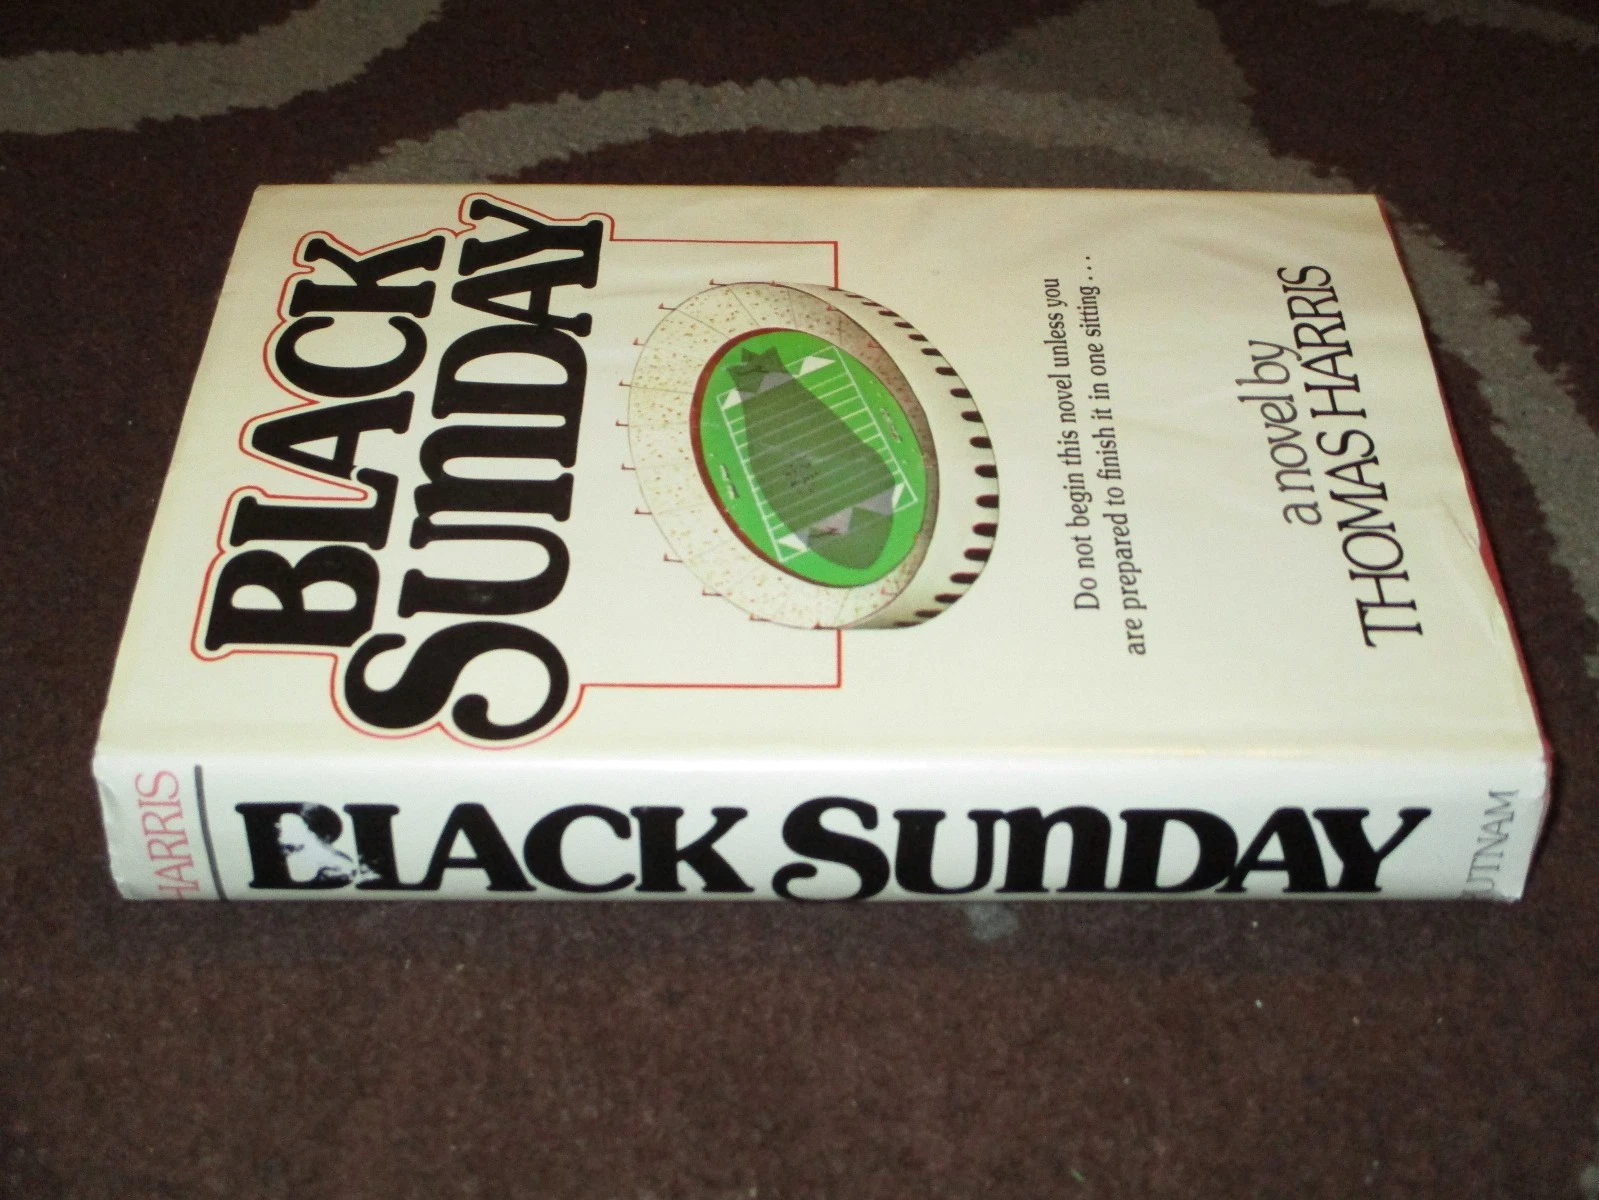 BLACK
SUNDAY
Do not begin this novel unless you
are prepared to finish it in one sitting...
a novel by
THOMAS HARRIS
HARRIS
BLACK SUNDAY
PUTNAM